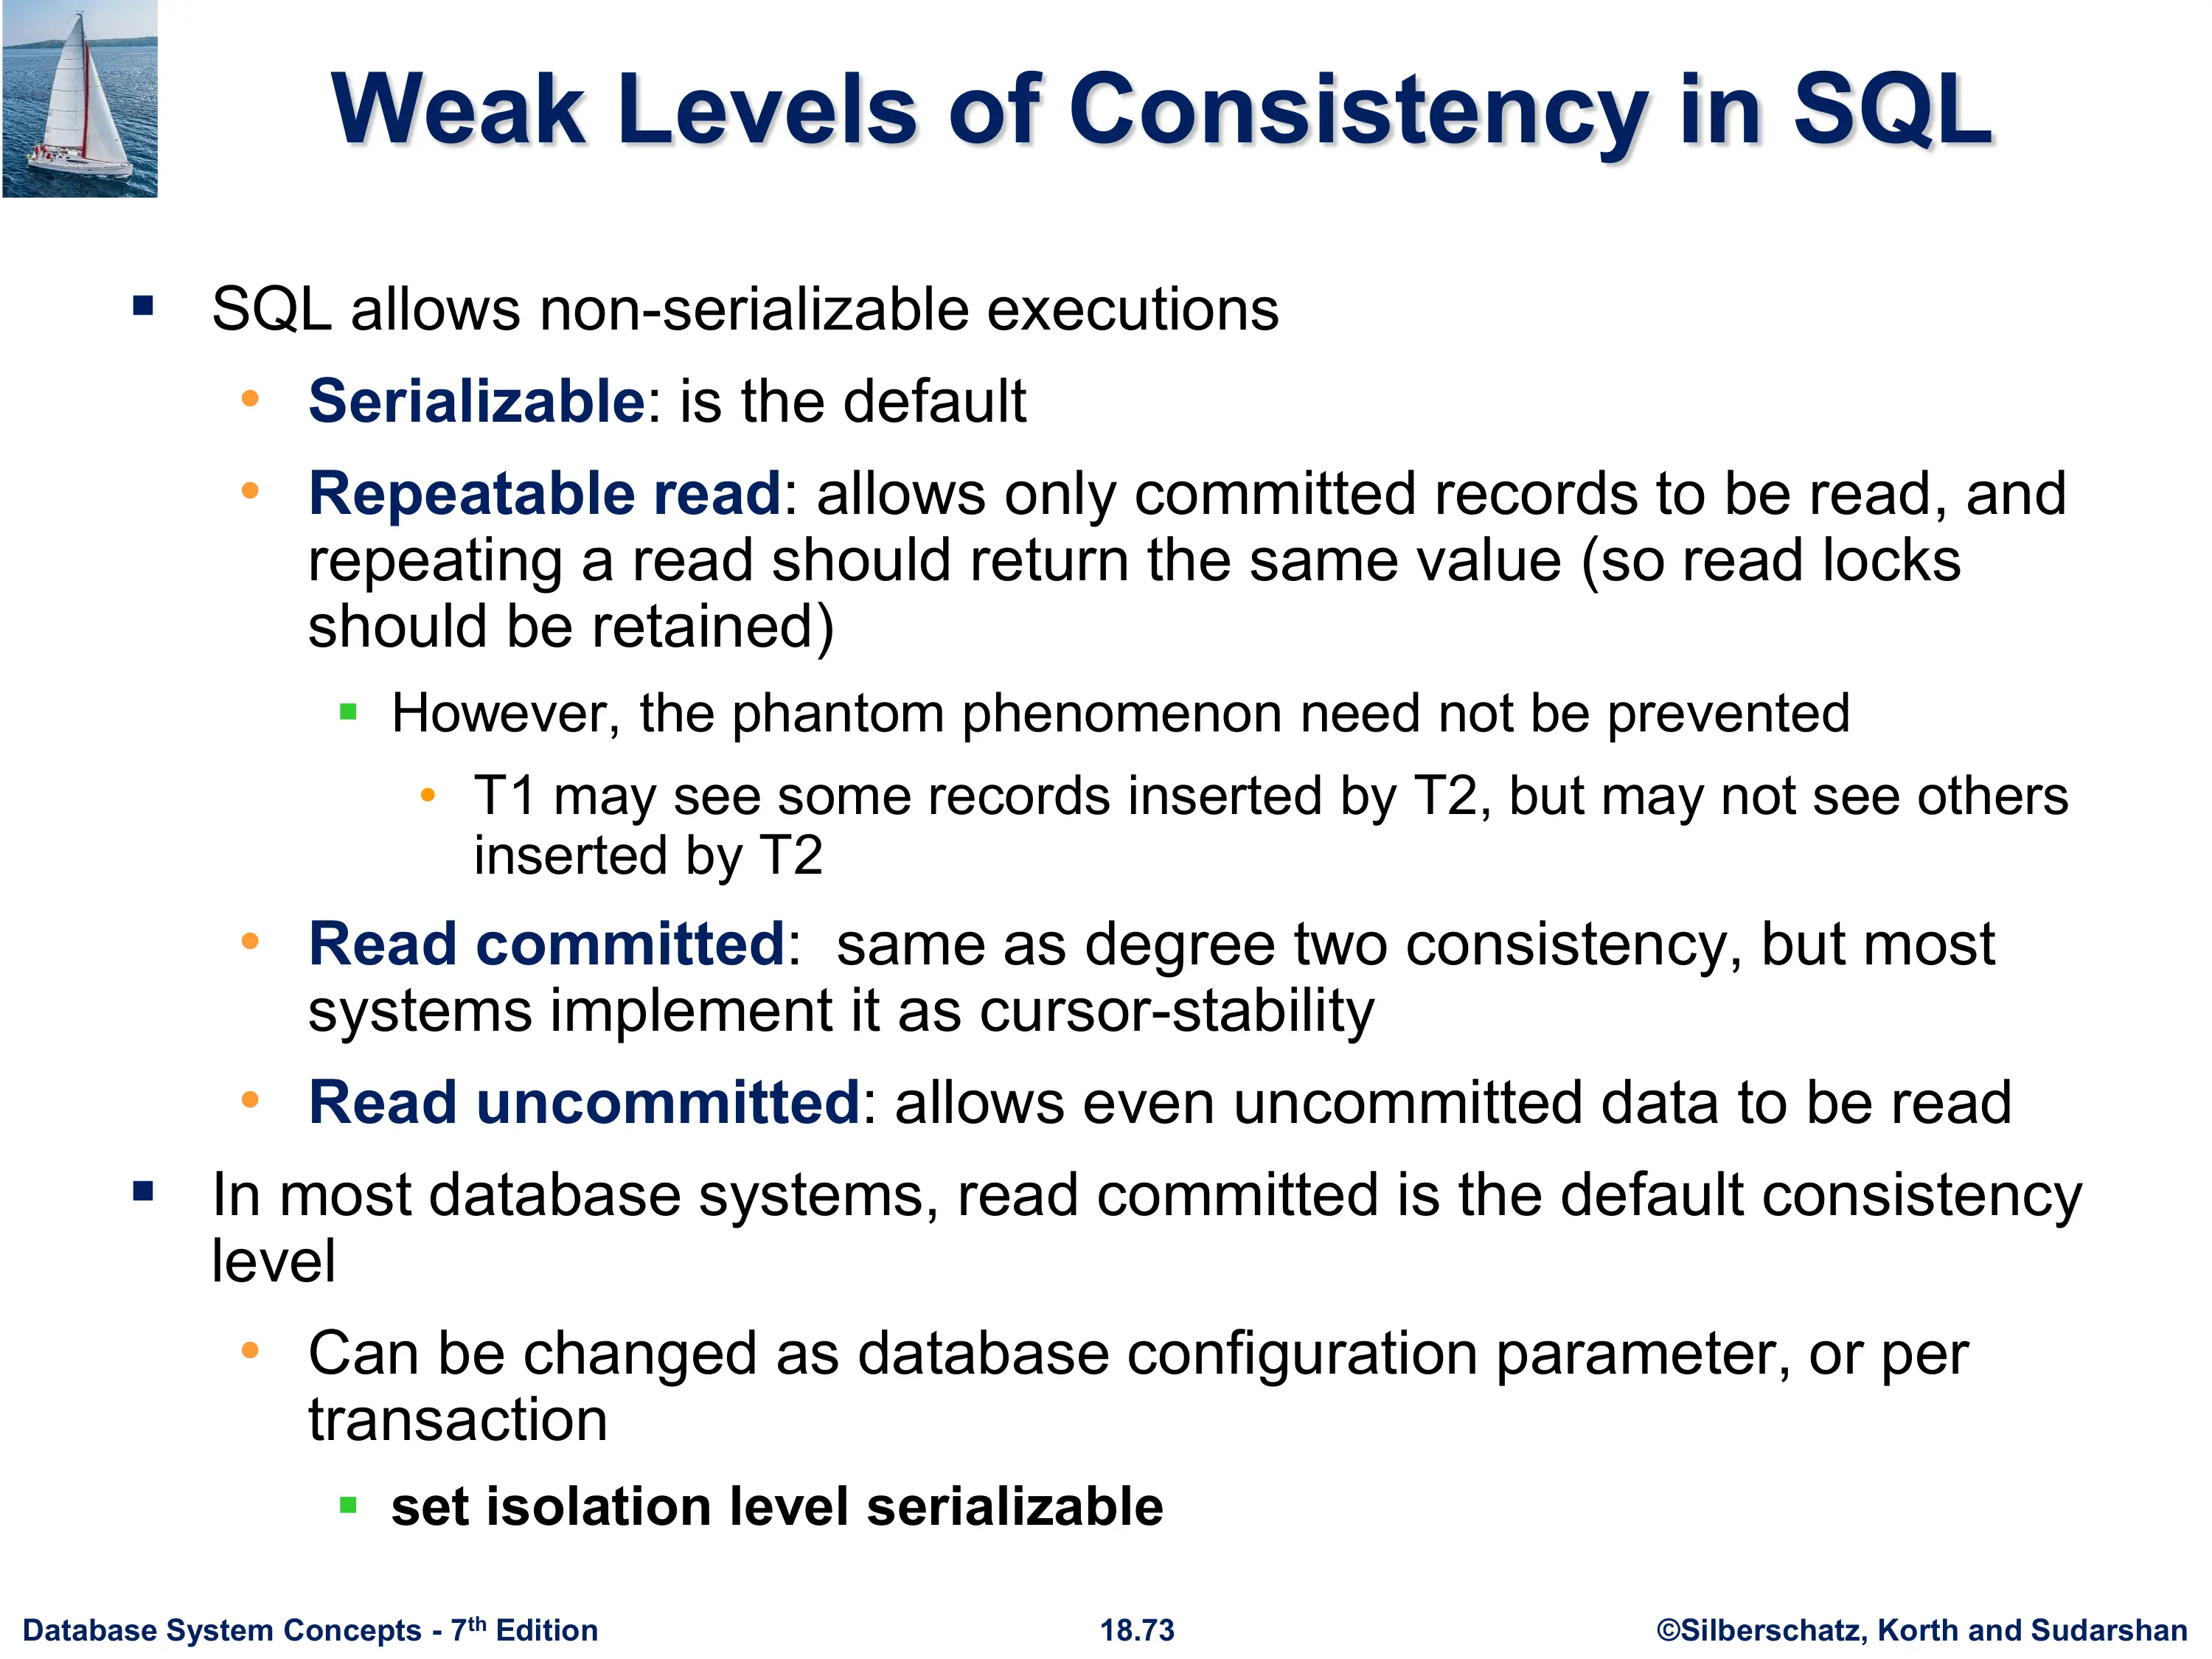 Weak Levels of Consistency in SQL
▪ SQL allows non-serializable executions
• Serializable: is the default
• Repeatable read: allows only committed records to be read, and
repeating a read should return the same value (so read locks
should be retained)
▪ However, the phantom phenomenon need not be prevented
• T1 may see some records inserted by T2, but may not see others
inserted by T2
• Read committed:  same as degree two consistency, but most
systems implement it as cursor-stability
• Read uncommitted: allows even uncommitted data to be read
▪ In most database systems, read committed is the default consistency
level
• Can be changed as database configuration parameter, or per
transaction
▪ set isolation level serializable
Database System Concepts - 7th Edition 18.73 ©Silberschatz, Korth and Sudarshan